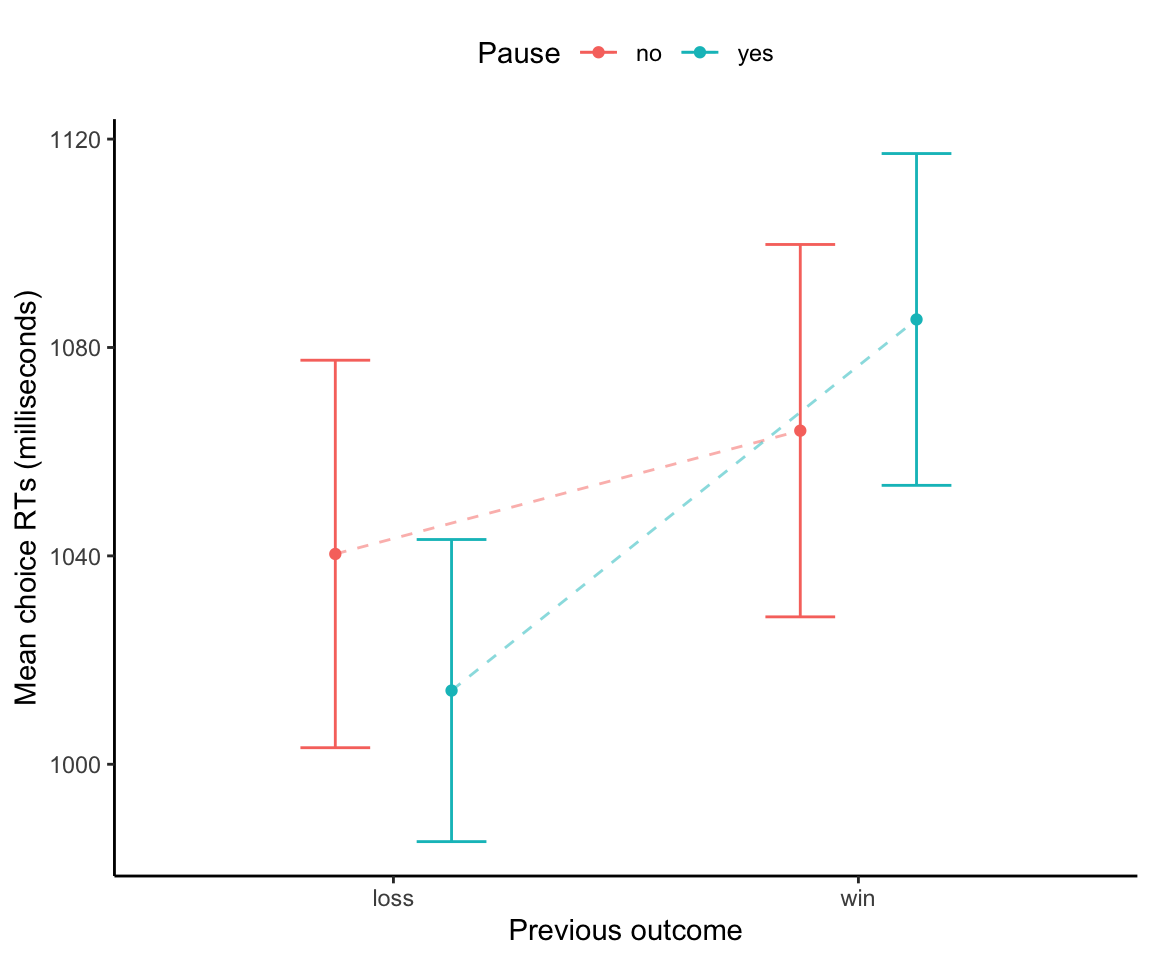 Pause no yes
1120
1080
1040
1000
Mean choice RTs (milliseconds)
loss win
Previous outcome